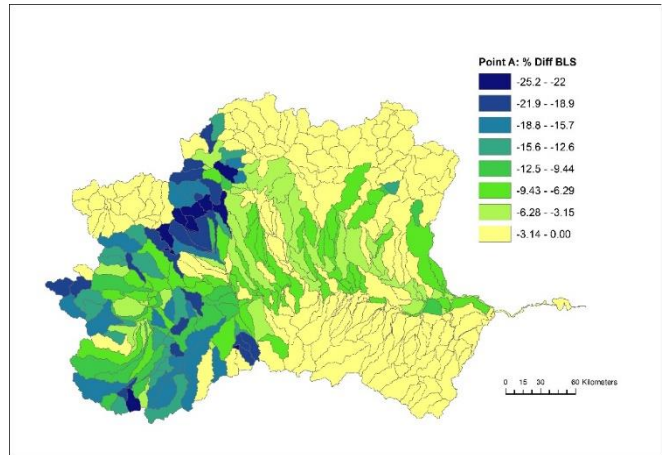 Point A: % Diff BLS
-25.2 - -22
-21.9 - -18.9
-18.8 - -15.7
-15.6 - -12.6
-12.5 - -9.44
-9.43 - -6.29
-6.28 - -3.15
-3.14 - 0.00
0 15 30 60 Kilometers